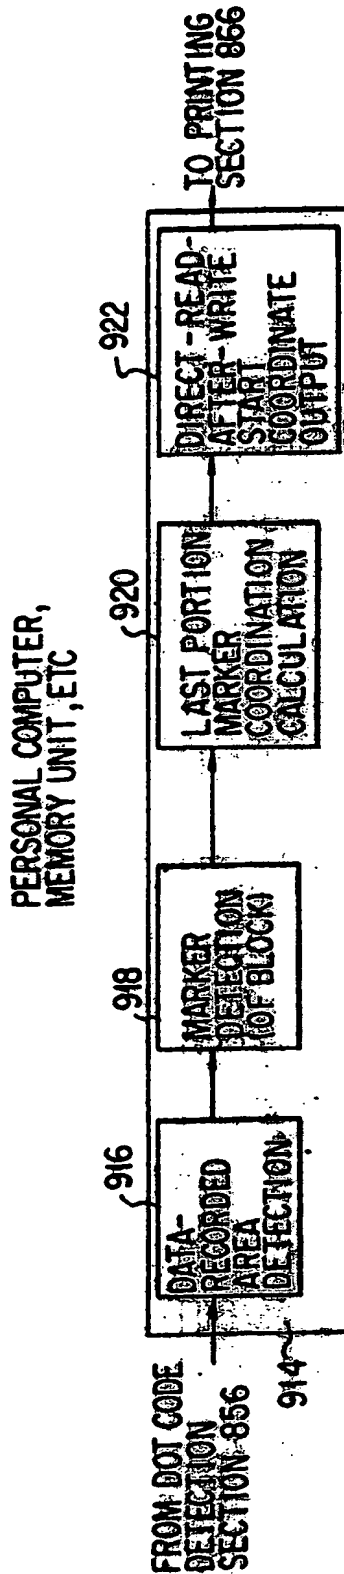 PERSONAL COMPUTER,
MEMORY UNIT, ETC
FROM DOT CODE
DETECTION
SECTION 856
914
916
DATA-
RECORDED
AREA
DETECTION
918
MARKER
DETECTION
(OF BLOCK)
920
LAST PORTION
MARKER
COORDINATION
CALCULATION
922
DIRECT-READ-
AFTER-WRITE
START
COORDINATE
OUTPUT
TO PRINTING
SECTION 866